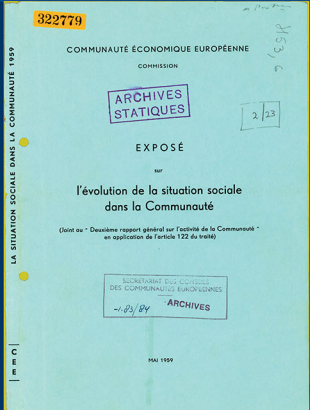 322779
COMMUNAUTÉ ÉCONOMIQUE EUROPÉENNE
COMMISSION
ARCHIVES
STATIQUES
2/23
EXPOSÉ
sur
l'évolution de la situation sociale
dans la Communauté
(Joint au " Deuxième rapport général sur l'activité de la Communauté "
en application de l'article 122 du traité)
SECRÉTARIAT DES CONSEILS
DES COMMUNAUTÉS EUROPÉENNES
ARCHIVES
MAI 1959
LA SITUATION SOCIALE DANS LA COMMUNAUTÉ 1959
C
E
E